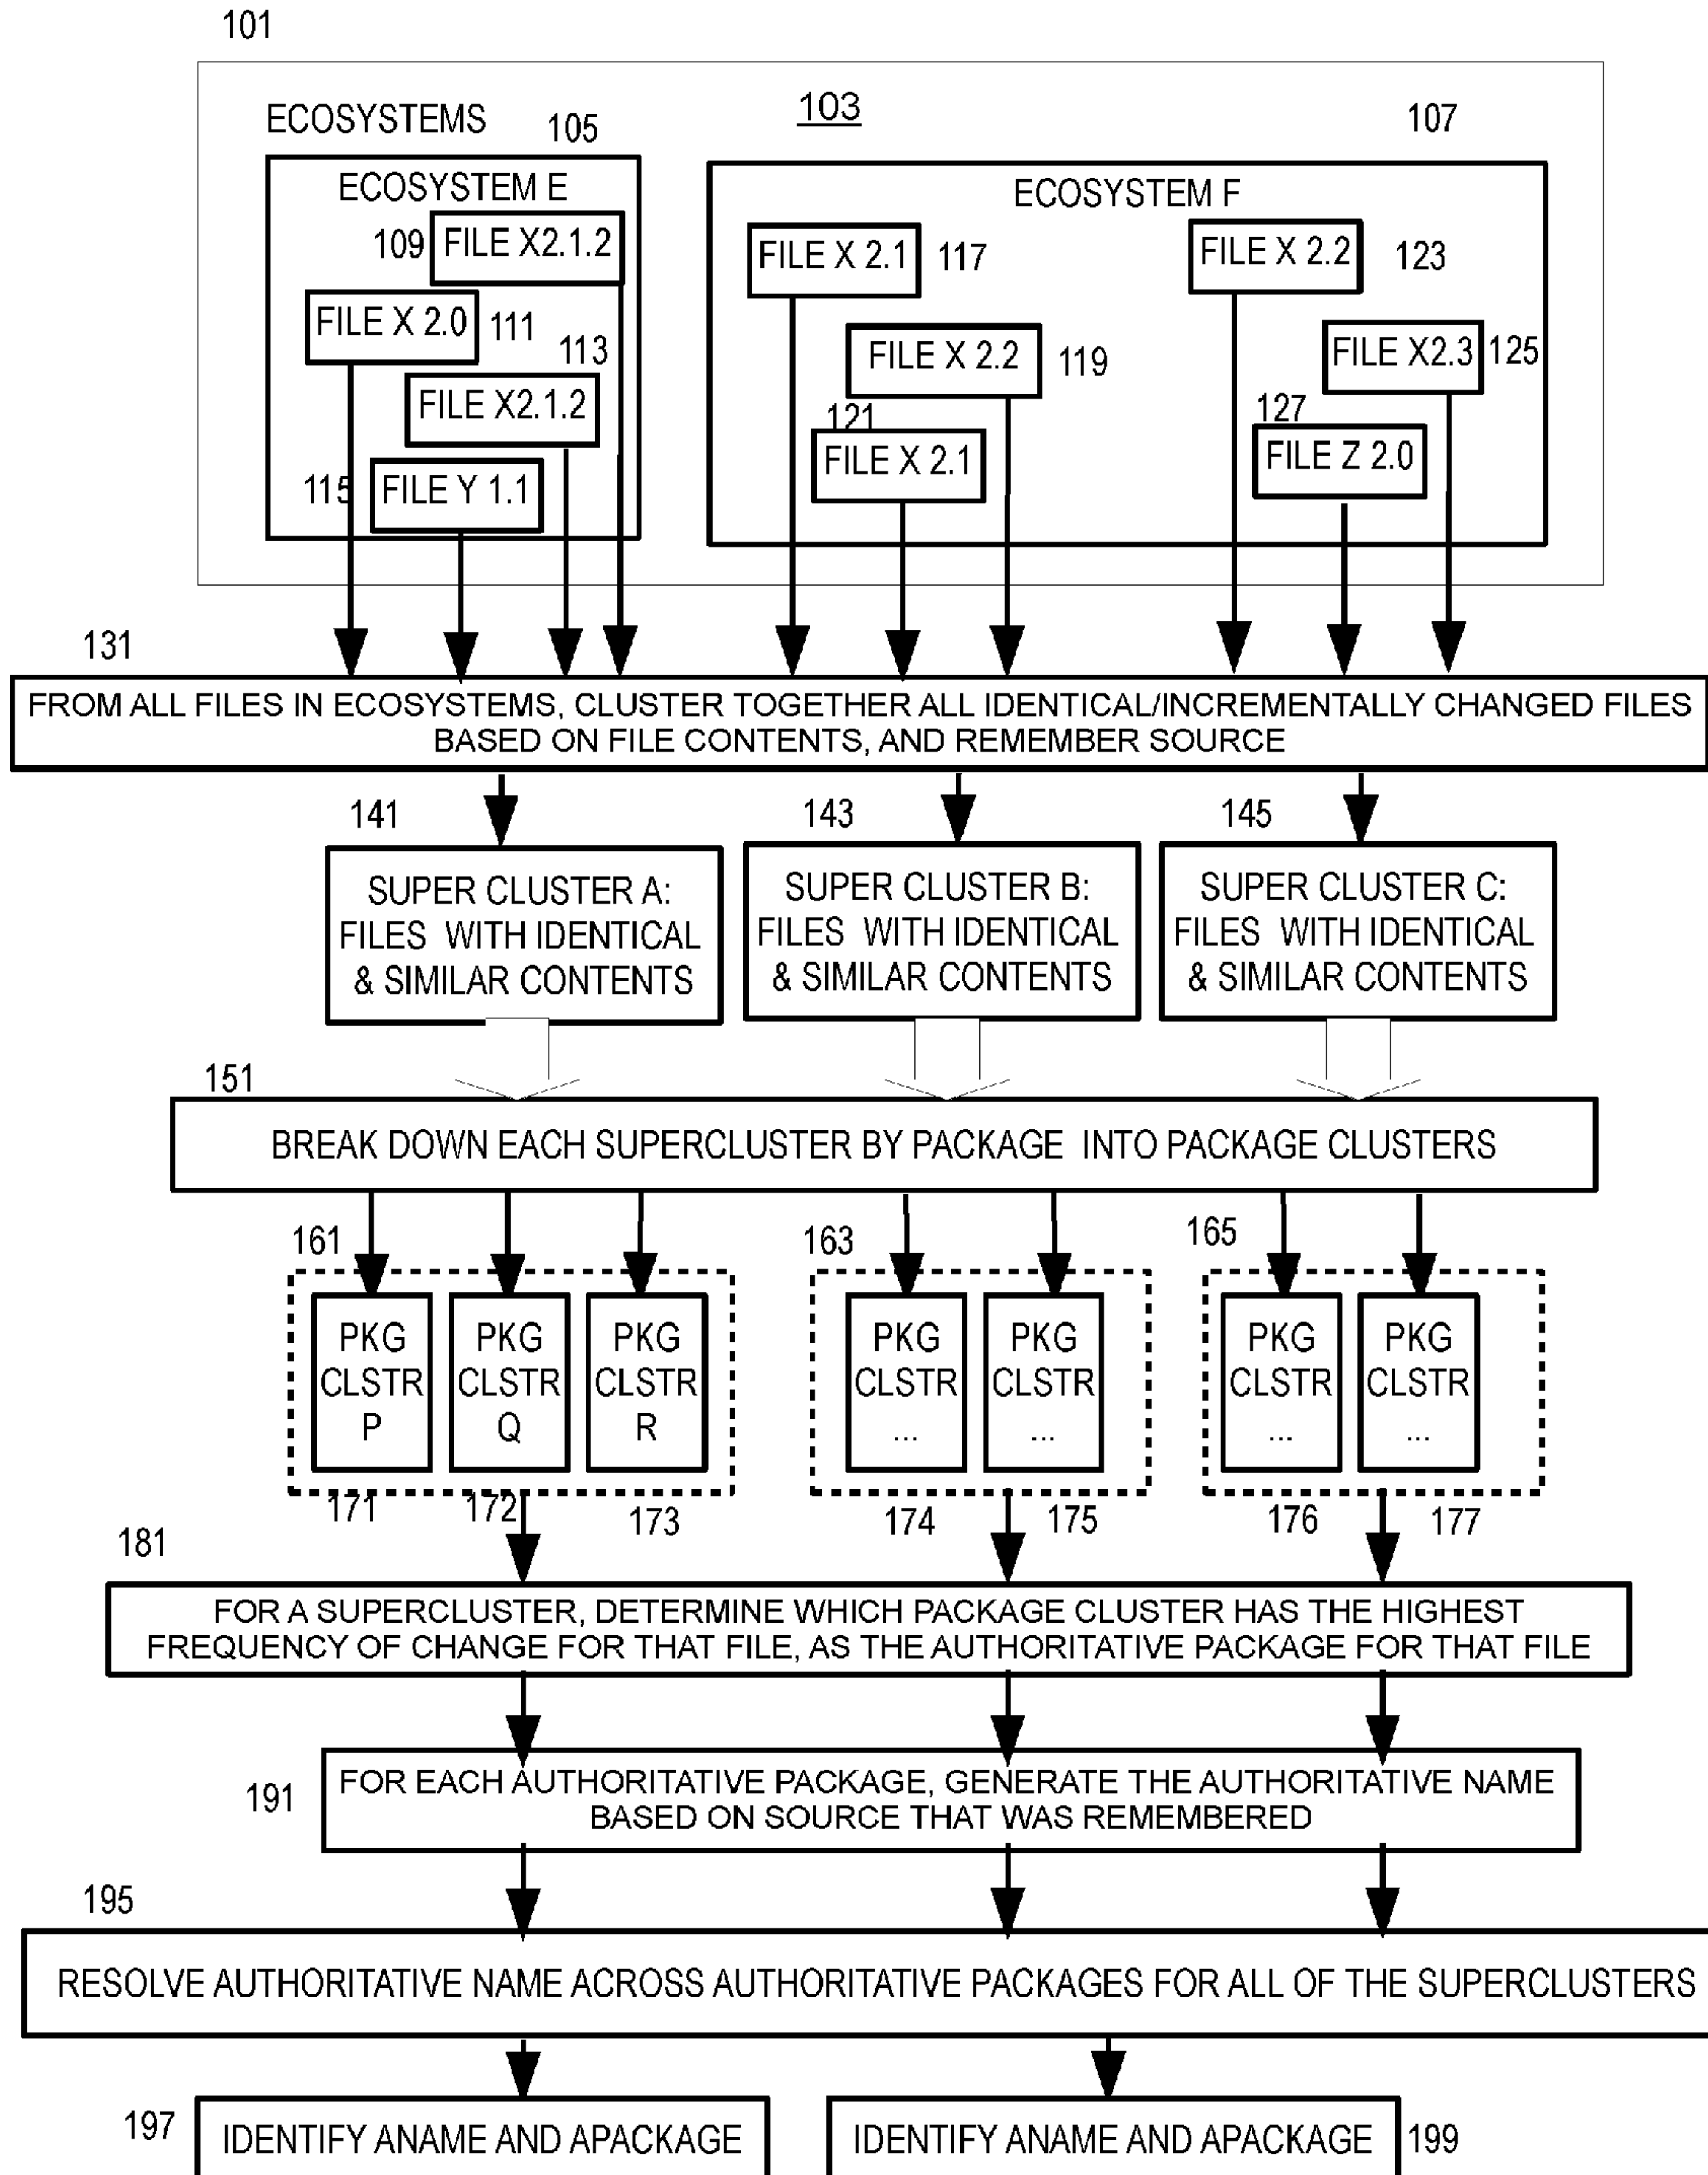 101
ECOSYSTEMS
105
103
107
ECOSYSTEM E
ECOSYSTEM F
109
FILE X2.1.2
FILE X 2.1
117
FILE X 2.2
123
FILE X 2.0
111
113
FILE X 2.2
119
FILE X2.3
125
FILE X2.1.2
121
127
115
FILE Y 1.1
FILE X 2.1
FILE Z 2.0
131
FROM ALL FILES IN ECOSYSTEMS, CLUSTER TOGETHER ALL IDENTICAL/INCREMENTALLY CHANGED FILES
BASED ON FILE CONTENTS, AND REMEMBER SOURCE
141
143
145
SUPER CLUSTER A:
FILES WITH IDENTICAL
& SIMILAR CONTENTS
SUPER CLUSTER B:
FILES WITH IDENTICAL
& SIMILAR CONTENTS
SUPER CLUSTER C:
FILES WITH IDENTICAL
& SIMILAR CONTENTS
151
BREAK DOWN EACH SUPERCLUSTER BY PACKAGE INTO PACKAGE CLUSTERS
161
163
165
PKG
CLSTR
P
PKG
CLSTR
Q
PKG
CLSTR
R
PKG
CLSTR
...
PKG
CLSTR
...
PKG
CLSTR
...
PKG
CLSTR
...
171
172
173
174
175
176
177
181
FOR A SUPERCLUSTER, DETERMINE WHICH PACKAGE CLUSTER HAS THE HIGHEST
FREQUENCY OF CHANGE FOR THAT FILE, AS THE AUTHORITATIVE PACKAGE FOR THAT FILE
191
FOR EACH AUTHORITATIVE PACKAGE, GENERATE THE AUTHORITATIVE NAME
BASED ON SOURCE THAT WAS REMEMBERED
195
RESOLVE AUTHORITATIVE NAME ACROSS AUTHORITATIVE PACKAGES FOR ALL OF THE SUPERCLUSTERS
197
IDENTIFY ANAME AND APACKAGE
IDENTIFY ANAME AND APACKAGE
199